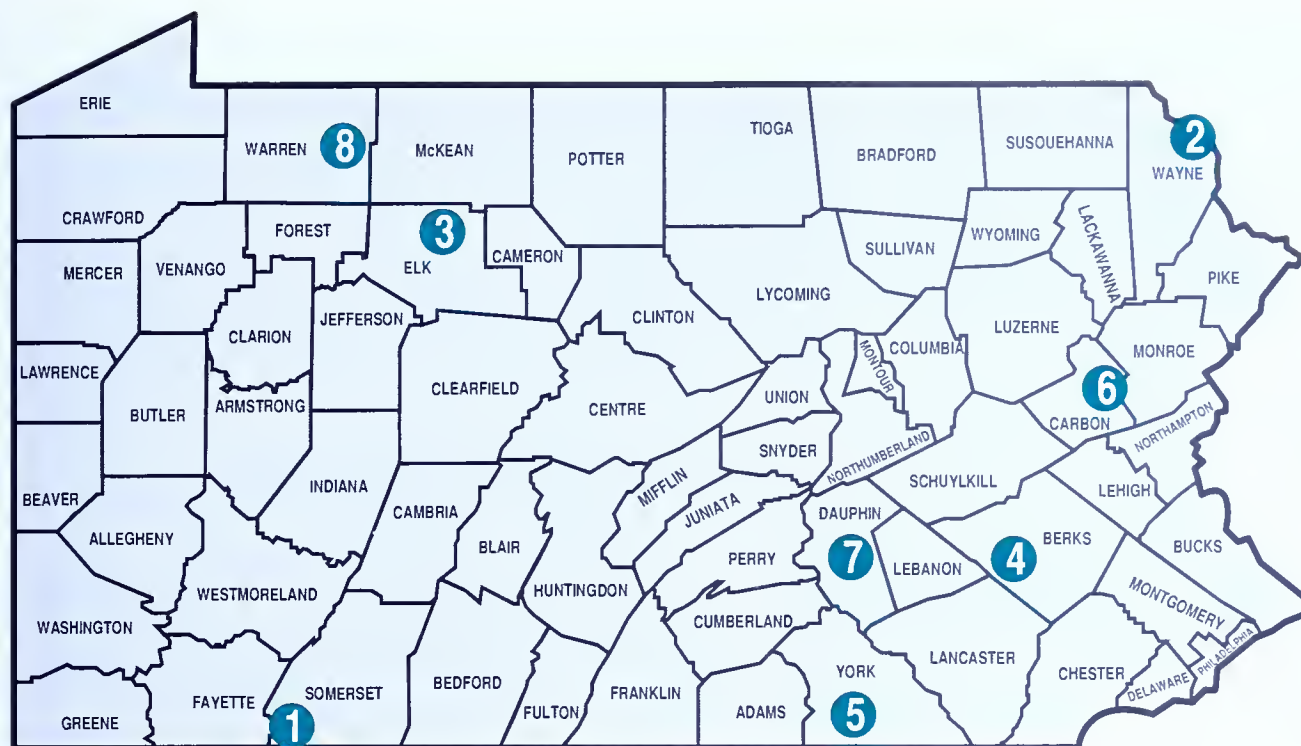 ERIE
WARREN
8
McKEAN
POTTER
TIOGA
BRADFORD
SUSOUEHANNA
2
WAYNE
CRAWFORD
FOREST
3
ELK
CAMERON
SULLIVAN
WYOMING
LACKAWANNA
MERCER
VENANGO
PIKE
LYCOMING
CLARION
JEFFERSON
CLINTON
LUZERNE
COLUMBIA
MONTOUR
MONROE
LAWRENCE
BUTLER
ARMSTRONG
CLEARFIELD
CENTRE
UNION
6
CARBON
NORTHAMPTON
SNYDER
NORTHUMBERLAND
SCHUYLKILL
LEHIGH
BEAVER
INDIANA
MIFFLIN
JUNIATA
DAUPHIN
CAMBRIA
ALLEGHENY
BLAIR
PERRY
7
LEBANON
4
BERKS
BUCKS
HUNTINGDON
WESTMORELAND
MONTGOMERY
WASHINGTON
CUMBERLAND
PHILADELPHIA
LANCASTER
YORK
CHESTER
DELAWARE
SOMERSET
BEDFORD
FRANKLIN
FAYETTE
GREENE
1
FULTON
ADAMS
5